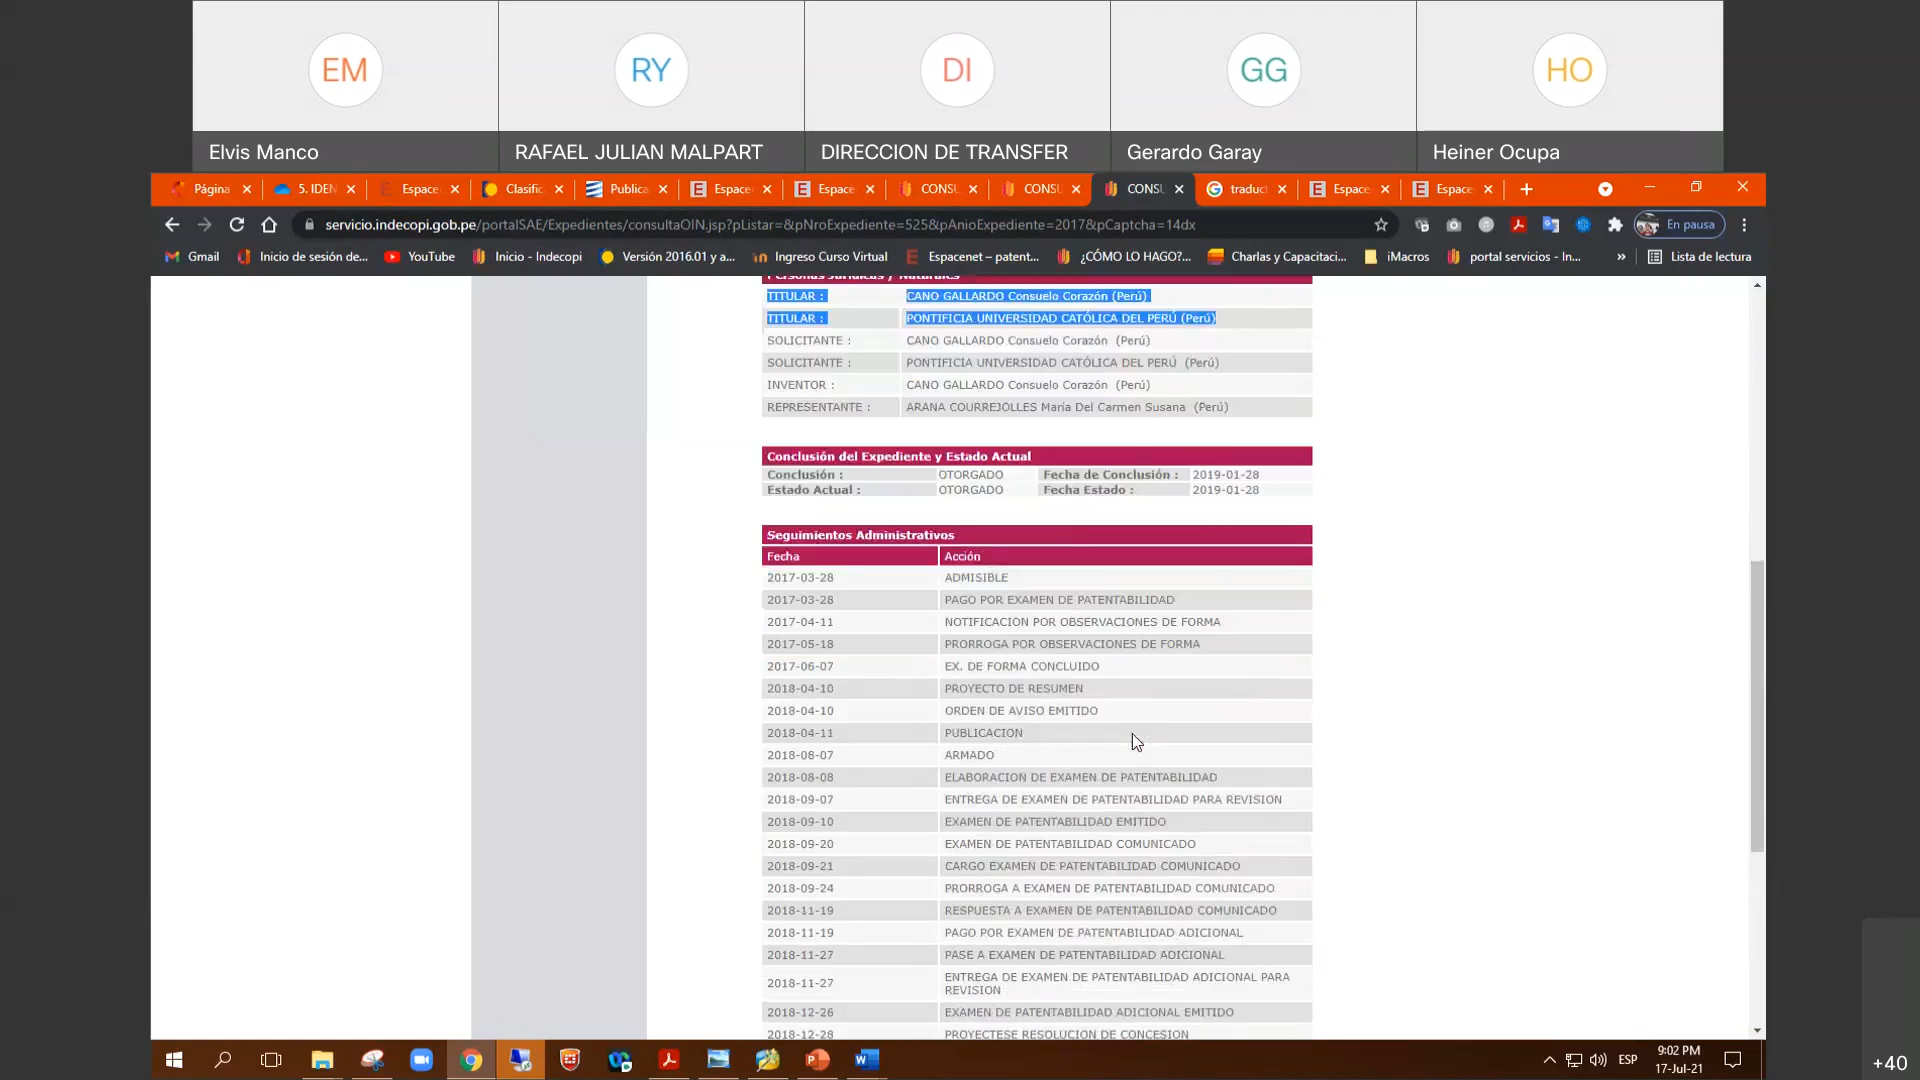 EM
RY
DI
GG
HO
Elvis Manco
RAFAEL JULIAN MALPART
DIRECCION DE TRANSFER
Gerardo Garay
Heiner Ocupa
Página
5. IDEN
Espace
Clasific
Publica
Espace
Espace
CONSU
CONSU
CONSU
traduct
Espace
Espace
servicio.indecopi.gob.pe/portalSAE/Expedientes/consultaOIN.jsp?pListar=&pNroExpediente=525&pAnioExpediente=2017&pCaptcha=14dx
En pausa
Gmail
Inicio de sesión de...
YouTube
Inicio - Indecopi
Versión 2016.01 y a...
Ingreso Curso Virtual
Espacenet – patent...
¿CÓMO LO HAGO?...
Charlas y Capacitaci...
iMacros
portal servicios - In...
»
Lista de lectura
Personas Jurídicas y Naturales
TITULAR : CANO GALLARDO Consuelo Corazón (Perú)
TITULAR : PONTIFICIA UNIVERSIDAD CATÓLICA DEL PERÚ (Perú)
SOLICITANTE : CANO GALLARDO Consuelo Corazón (Perú)
SOLICITANTE : PONTIFICIA UNIVERSIDAD CATÓLICA DEL PERÚ (Perú)
INVENTOR : CANO GALLARDO Consuelo Corazón (Perú)
REPRESENTANTE : ARANA COURREJOLLES María Del Carmen Susana (Perú)
Conclusión del Expediente y Estado Actual
Conclusión : OTORGADO Fecha de Conclusión : 2019-01-28
Estado Actual : OTORGADO Fecha Estado : 2019-01-28
Seguimientos Administrativos
Fecha Acción
2017-03-28 ADMISIBLE
2017-03-28 PAGO POR EXAMEN DE PATENTABILIDAD
2017-04-11 NOTIFICACION POR OBSERVACIONES DE FORMA
2017-05-18 PRORROGA POR OBSERVACIONES DE FORMA
2017-06-07 EX. DE FORMA CONCLUIDO
2018-04-10 PROYECTO DE RESUMEN
2018-04-10 ORDEN DE AVISO EMITIDO
2018-04-11 PUBLICACION
2018-08-07 ARMADO
2018-08-08 ELABORACION DE EXAMEN DE PATENTABILIDAD
2018-09-07 ENTREGA DE EXAMEN DE PATENTABILIDAD PARA REVISION
2018-09-10 EXAMEN DE PATENTABILIDAD EMITIDO
2018-09-20 EXAMEN DE PATENTABILIDAD COMUNICADO
2018-09-21 CARGO EXAMEN DE PATENTABILIDAD COMUNICADO
2018-09-24 PRORROGA A EXAMEN DE PATENTABILIDAD COMUNICADO
2018-11-19 RESPUESTA A EXAMEN DE PATENTABILIDAD COMUNICADO
2018-11-19 PAGO POR EXAMEN DE PATENTABILIDAD ADICIONAL
2018-11-27 PASE A EXAMEN DE PATENTABILIDAD ADICIONAL
2018-11-27 ENTREGA DE EXAMEN DE PATENTABILIDAD ADICIONAL PARA
REVISION
2018-12-26 EXAMEN DE PATENTABILIDAD ADICIONAL EMITIDO
2018-12-28 PROYECTESE RESOLUCION DE CONCESION
ESP
9:02 PM
17-Jul-21
+40